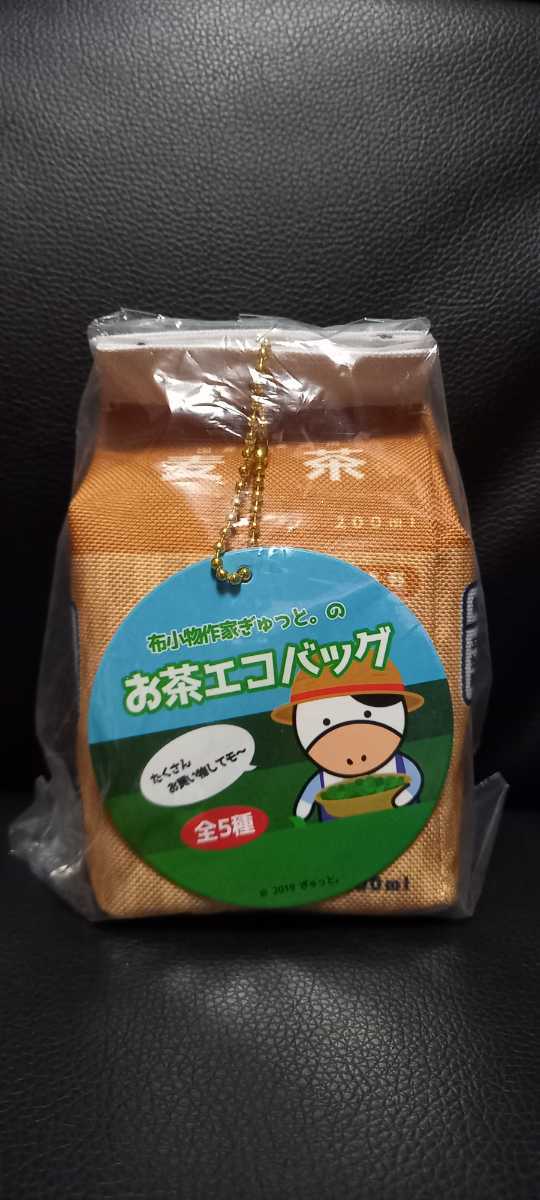 麦茶
200ml
布小物作家ぎゅっと。の
お茶エコバッグ
たくさん
お買い物してモ〜
全5種
© 2019 ぎゅっと。